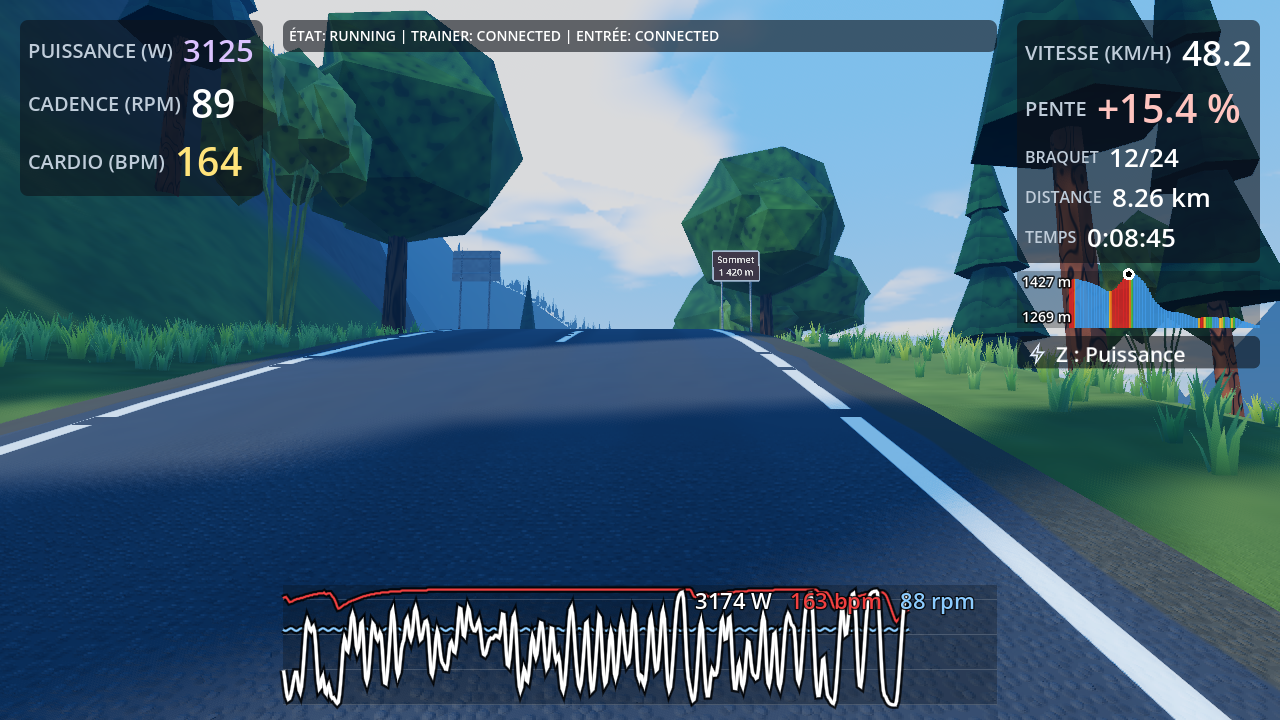 PUISSANCE (W) 3125
CADENCE (RPM) 89
CARDIO (BPM) 164
ÉTAT: RUNNING | TRAINER: CONNECTED | ENTRÉE: CONNECTED
VITESSE (KM/H) 48.2
PENTE +15.4 %
BRAQUET 12/24
DISTANCE 8.26 km
TEMPS 0:08:45
1427 m
1269 m
Z : Puissance
Sommet
1 420 m
3174 W 163 bpm 88 rpm